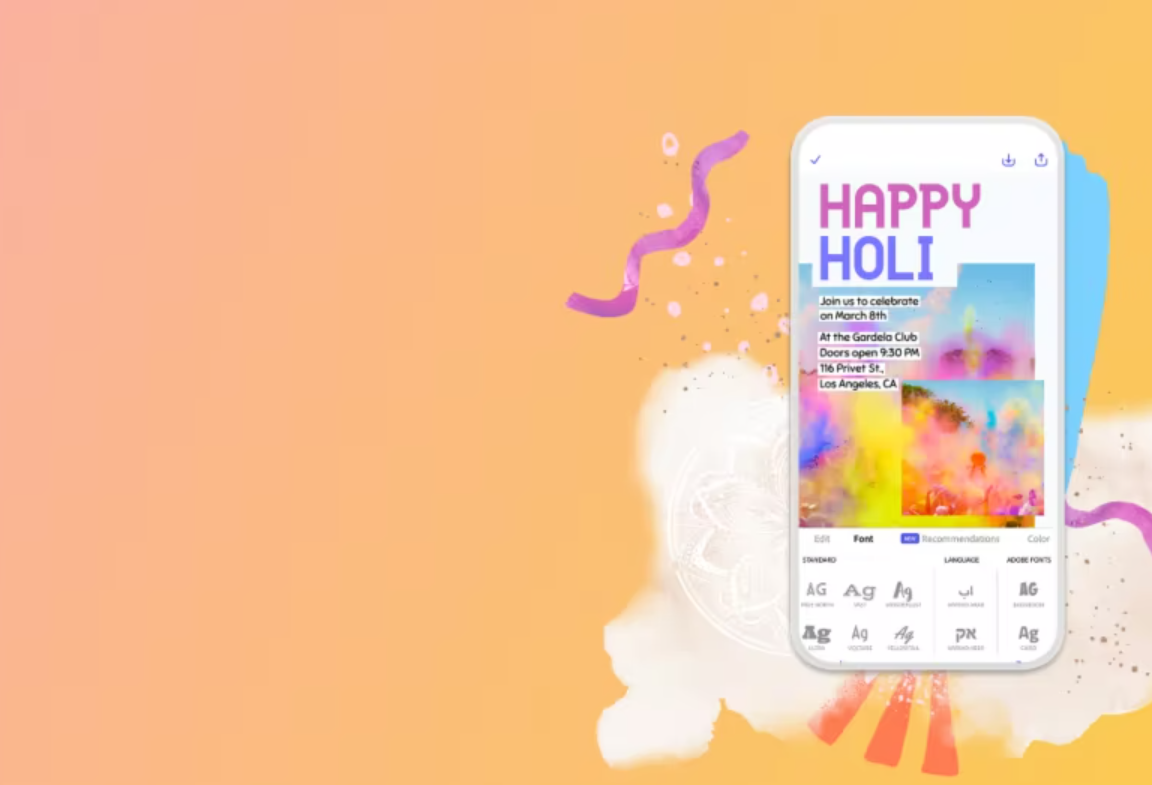 HAPPY
HOLI
Join us to celebrate
on March 8th
At the Gardela Club
Doors open 9:30 PM
116 Privet St.,
Los Angeles, CA
Edit Font NEW Recommendations Color
STANDARD LANGUAGE ADOBE FONTS
AG Ag Ag اب AG
Ag Ag Ag אק Ag